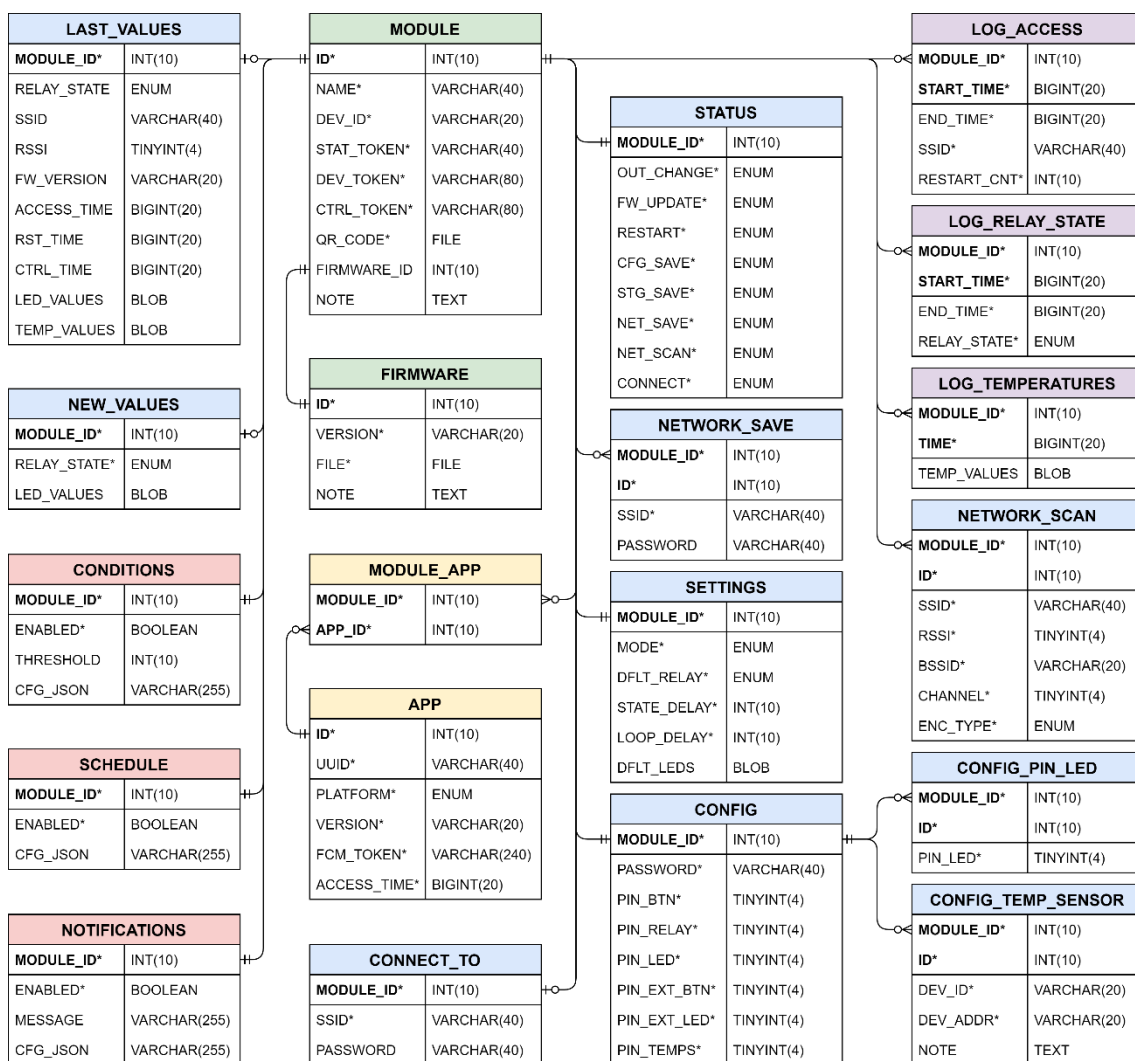 LAST_VALUES
MODULE_ID* INT(10)
RELAY_STATE ENUM
SSID VARCHAR(40)
RSSI TINYINT(4)
FW_VERSION VARCHAR(20)
ACCESS_TIME BIGINT(20)
RST_TIME BIGINT(20)
CTRL_TIME BIGINT(20)
LED_VALUES BLOB
TEMP_VALUES BLOB
NEW_VALUES
MODULE_ID* INT(10)
RELAY_STATE* ENUM
LED_VALUES BLOB
CONDITIONS
MODULE_ID* INT(10)
ENABLED* BOOLEAN
THRESHOLD INT(10)
CFG_JSON VARCHAR(255)
SCHEDULE
MODULE_ID* INT(10)
ENABLED* BOOLEAN
CFG_JSON VARCHAR(255)
NOTIFICATIONS
MODULE_ID* INT(10)
ENABLED* BOOLEAN
MESSAGE VARCHAR(255)
CFG_JSON VARCHAR(255)
MODULE
ID* INT(10)
NAME* VARCHAR(40)
DEV_ID* VARCHAR(20)
STAT_TOKEN* VARCHAR(40)
DEV_TOKEN* VARCHAR(80)
CTRL_TOKEN* VARCHAR(80)
QR_CODE* FILE
FIRMWARE_ID INT(10)
NOTE TEXT
FIRMWARE
ID* INT(10)
VERSION* VARCHAR(20)
FILE* FILE
NOTE TEXT
MODULE_APP
MODULE_ID* INT(10)
APP_ID* INT(10)
APP
ID* INT(10)
UUID* VARCHAR(40)
PLATFORM* ENUM
VERSION* VARCHAR(20)
FCM_TOKEN* VARCHAR(240)
ACCESS_TIME* BIGINT(20)
CONNECT_TO
MODULE_ID* INT(10)
SSID* VARCHAR(40)
PASSWORD VARCHAR(40)
STATUS
MODULE_ID* INT(10)
OUT_CHANGE* ENUM
FW_UPDATE* ENUM
RESTART* ENUM
CFG_SAVE* ENUM
STG_SAVE* ENUM
NET_SAVE* ENUM
NET_SCAN* ENUM
CONNECT* ENUM
NETWORK_SAVE
MODULE_ID* INT(10)
ID* INT(10)
SSID* VARCHAR(40)
PASSWORD VARCHAR(40)
SETTINGS
MODULE_ID* INT(10)
MODE* ENUM
DFLT_RELAY* ENUM
STATE_DELAY* INT(10)
LOOP_DELAY* INT(10)
DFLT_LEDS BLOB
CONFIG
MODULE_ID* INT(10)
PASSWORD* VARCHAR(40)
PIN_BTN* TINYINT(4)
PIN_RELAY* TINYINT(4)
PIN_LED* TINYINT(4)
PIN_EXT_BTN* TINYINT(4)
PIN_EXT_LED* TINYINT(4)
PIN_TEMPS* TINYINT(4)
LOG_ACCESS
MODULE_ID* INT(10)
START_TIME* BIGINT(20)
END_TIME* BIGINT(20)
SSID* VARCHAR(40)
RESTART_CNT* INT(10)
LOG_RELAY_STATE
MODULE_ID* INT(10)
START_TIME* BIGINT(20)
END_TIME* BIGINT(20)
RELAY_STATE* ENUM
LOG_TEMPERATURES
MODULE_ID* INT(10)
TIME* BIGINT(20)
TEMP_VALUES BLOB
NETWORK_SCAN
MODULE_ID* INT(10)
ID* INT(10)
SSID* VARCHAR(40)
RSSI* TINYINT(4)
BSSID* VARCHAR(20)
CHANNEL* TINYINT(4)
ENC_TYPE* ENUM
CONFIG_PIN_LED
MODULE_ID* INT(10)
ID* INT(10)
PIN_LED* TINYINT(4)
CONFIG_TEMP_SENSOR
MODULE_ID* INT(10)
ID* INT(10)
DEV_ID* VARCHAR(20)
DEV_ADDR* VARCHAR(20)
NOTE TEXT